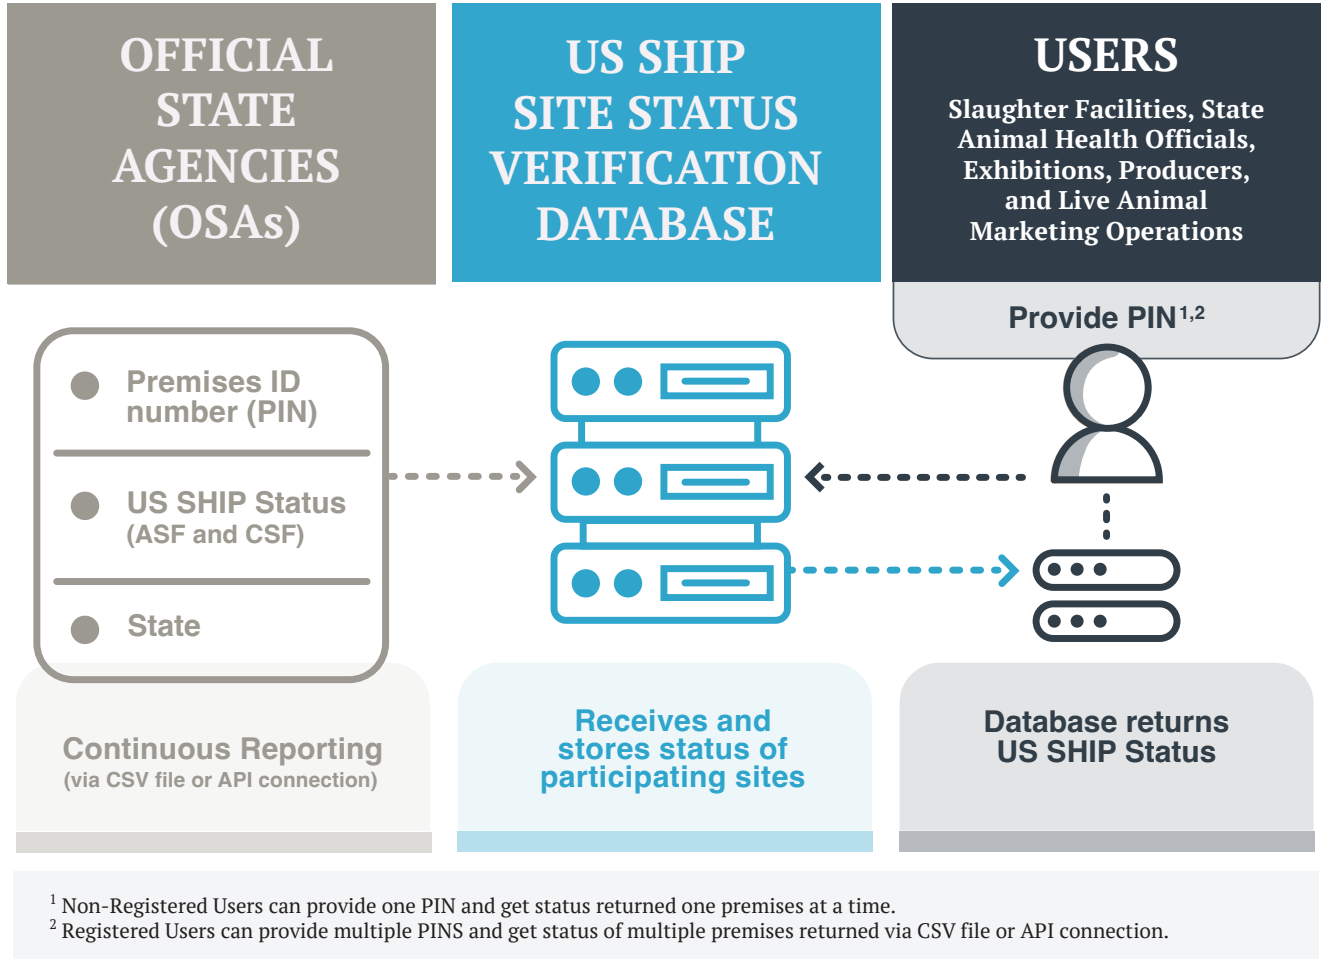 OFFICIAL
STATE
AGENCIES
(OSAs)
US SHIP
SITE STATUS
VERIFICATION
DATABASE
USERS
Slaughter Facilities, State
Animal Health Officials,
Exhibitions, Producers,
and Live Animal
Marketing Operations
Provide PIN1,2
Premises ID
number (PIN)
US SHIP Status
(ASF and CSF)
State
Continuous Reporting
(via CSV file or API connection)
Receives and
stores status of
participating sites
Database returns
US SHIP Status
1 Non-Registered Users can provide one PIN and get status returned one premises at a time.
2 Registered Users can provide multiple PINS and get status of multiple premises returned via CSV file or API connection.